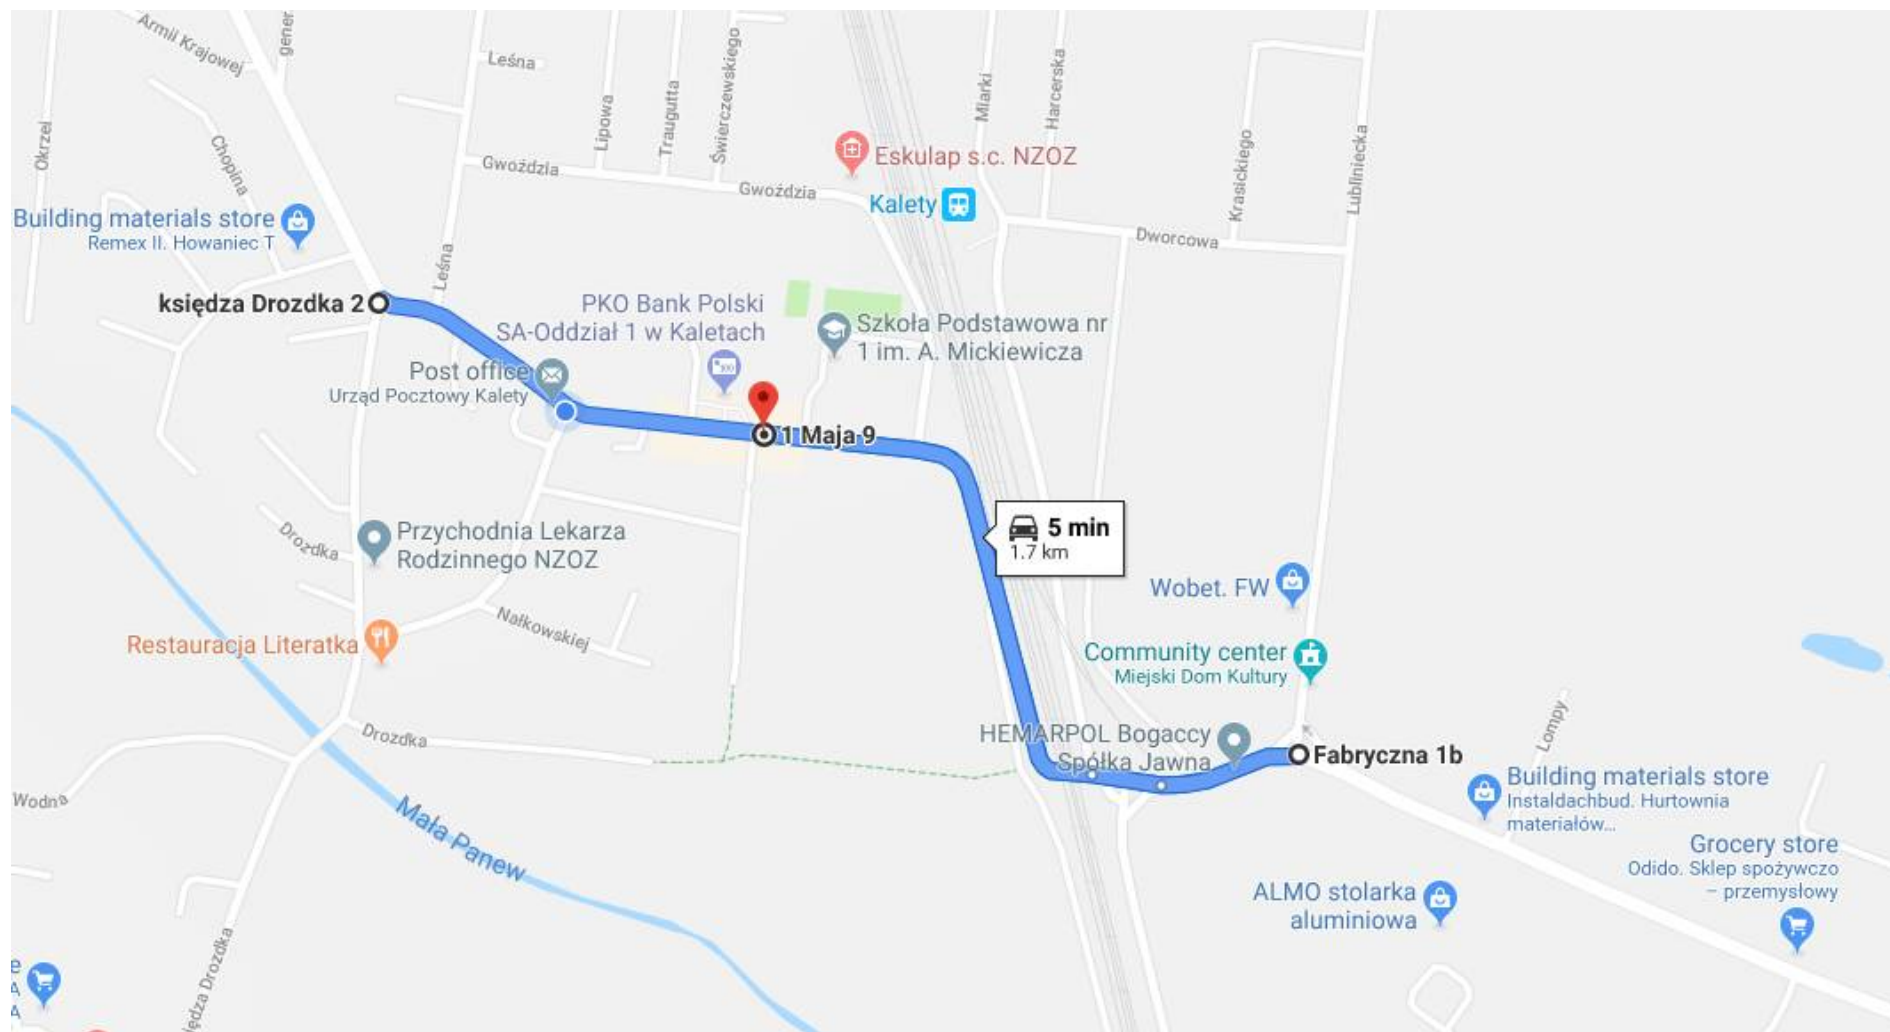 Armii Krajowej
gener
Leśna
Okrzei
Chopina
Lipowa
Traugutta
Świerczewskiego
Miarki
Harcerska
Krasickiego
Lubliniecka
Gwoździa
Gwoździa
Eskulap s.c. NZOZ
Kalety
Dworcowa
Building materials store
Remex II. Howaniec T
Leśna
księdza Drozdka 2
PKO Bank Polski
SA-Oddział 1 w Kaletach
Szkoła Podstawowa nr
1 im. A. Mickiewicza
Post office
Urząd Pocztowy Kalety
1 Maja 9
5 min
1.7 km
Drozdka
Przychodnia Lekarza
Rodzinnego NZOZ
Wobet. FW
Restauracja Literatka
Nałkowskiej
Community center
Miejski Dom Kultury
Drozdka
HEMARPOL Bogaccy
Spółka Jawna
Fabryczna 1b
Lompy
Building materials store
Instaldachbud. Hurtownia
materiałów...
Wodna
Mała Panew
Grocery store
Odido. Sklep spożywczo
– przemysłowy
ALMO stolarka
aluminiowa
iędza Drozdka
e
A
A